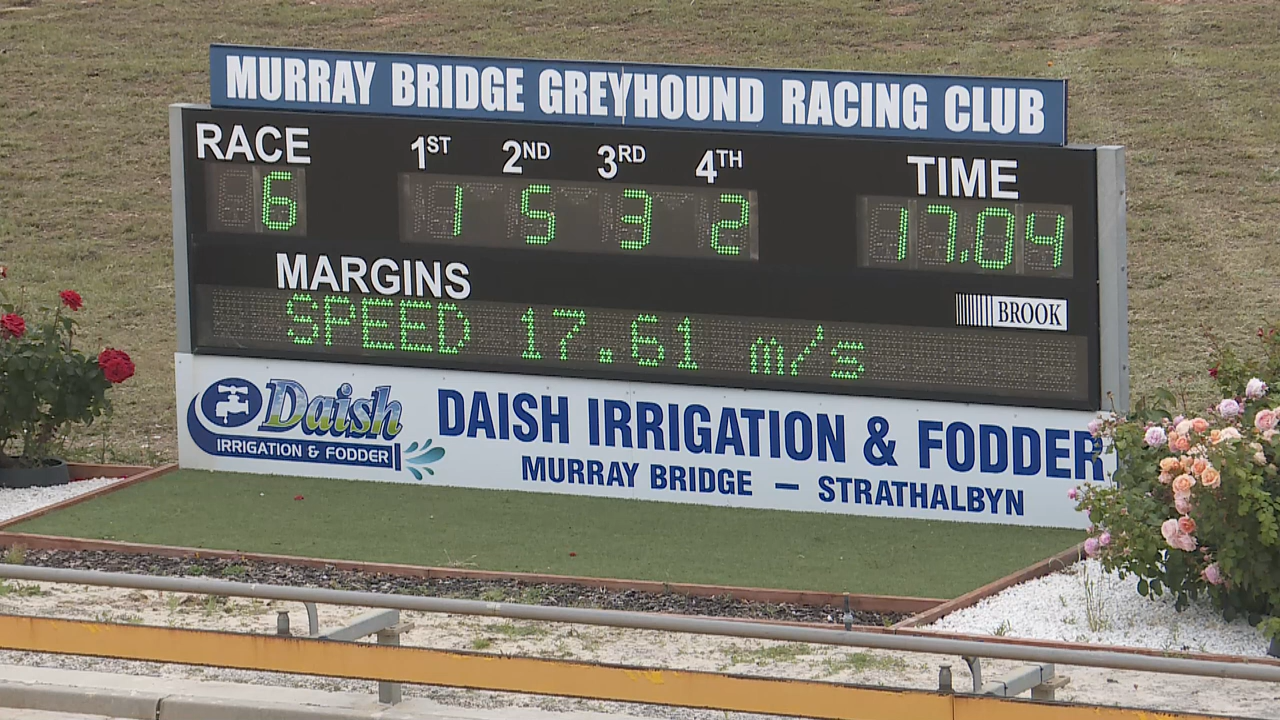 MURRAY BRIDGE GREYHOUND RACING CLUB
RACE 1ST 2ND 3RD 4TH TIME
6 1 5 3 2 17.04
MARGINS
BROOK
SPEED 17.61 m/s
Daish
IRRIGATION & FODDER
DAISH IRRIGATION & FODDER
MURRAY BRIDGE – STRATHALBYN